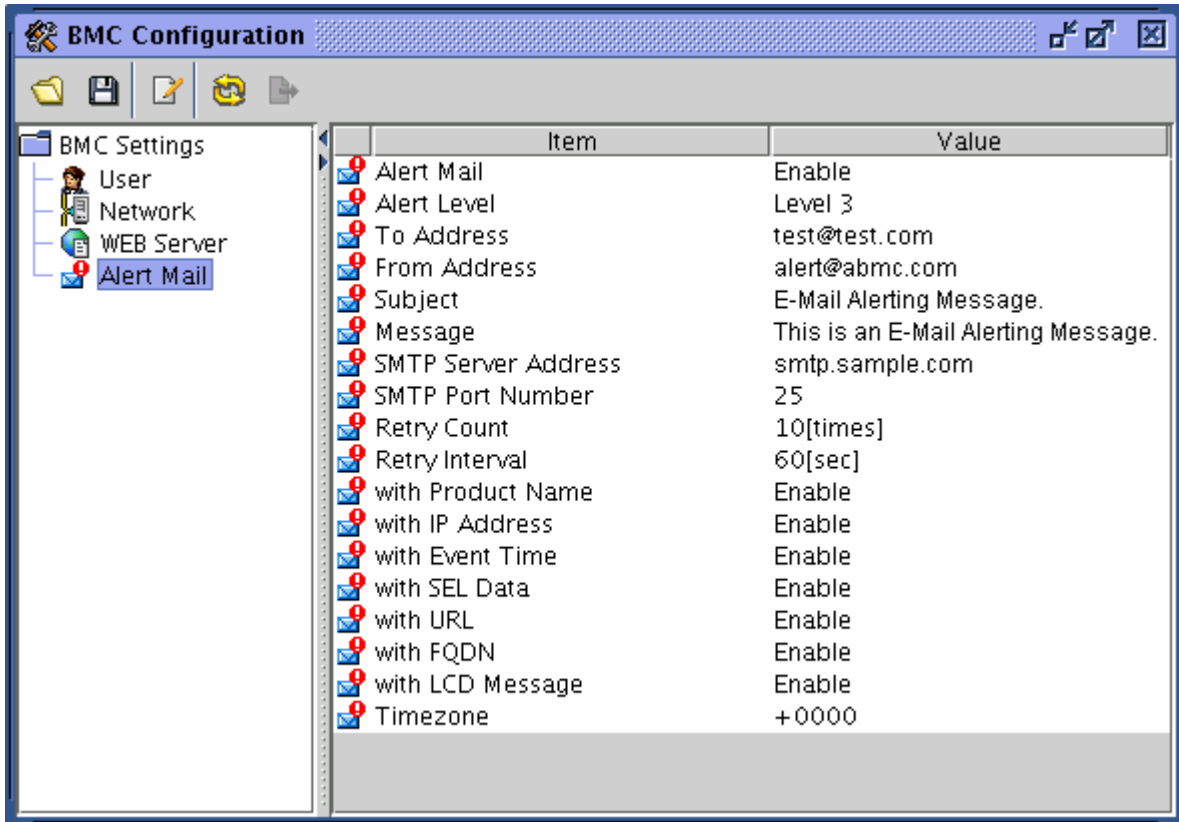 BMC Configuration
BMC Settings
User
Network
WEB Server
Alert Mail
Item Value
Alert Mail Enable
Alert Level Level 3
To Address test@test.com
From Address alert@abmc.com
Subject E-Mail Alerting Message.
Message This is an E-Mail Alerting Message.
SMTP Server Address smtp.sample.com
SMTP Port Number 25
Retry Count 10[times]
Retry Interval 60[sec]
with Product Name Enable
with IP Address Enable
with Event Time Enable
with SEL Data Enable
with URL Enable
with FQDN Enable
with LCD Message Enable
Timezone +0000